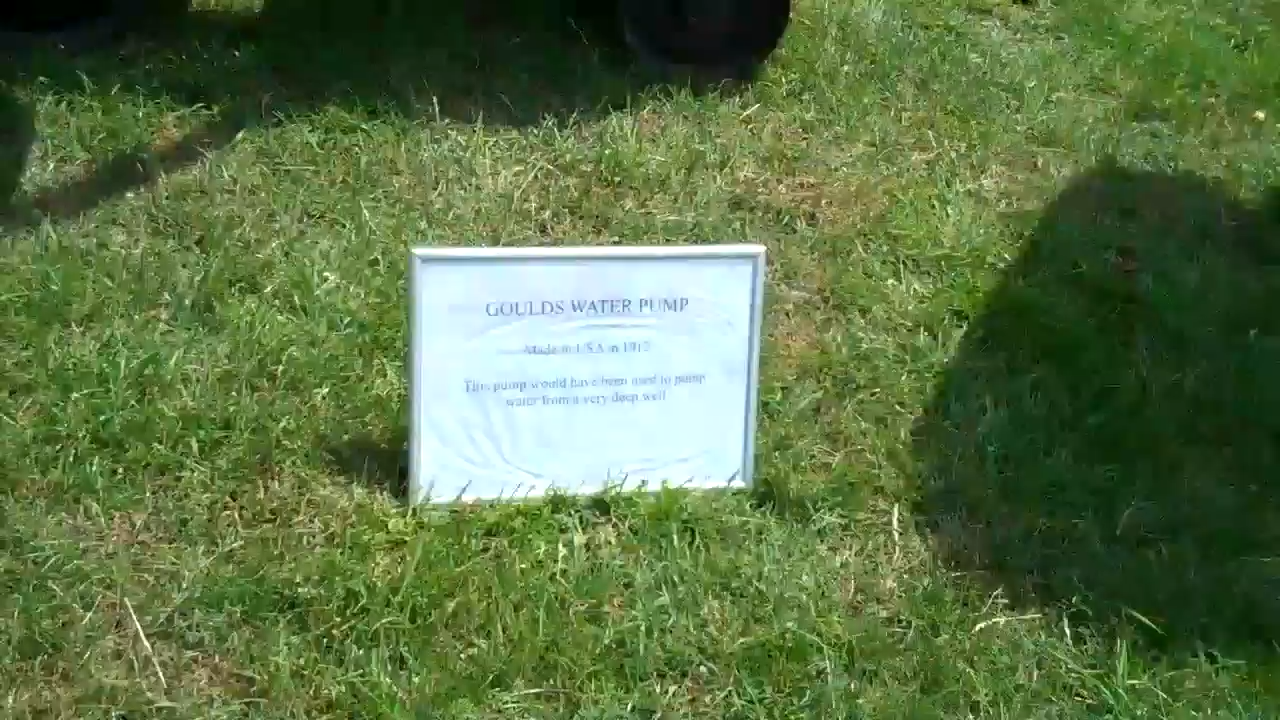 GOULDS WATER PUMP
Made in USA in
This pump would have been used to pump
water from a very deep well